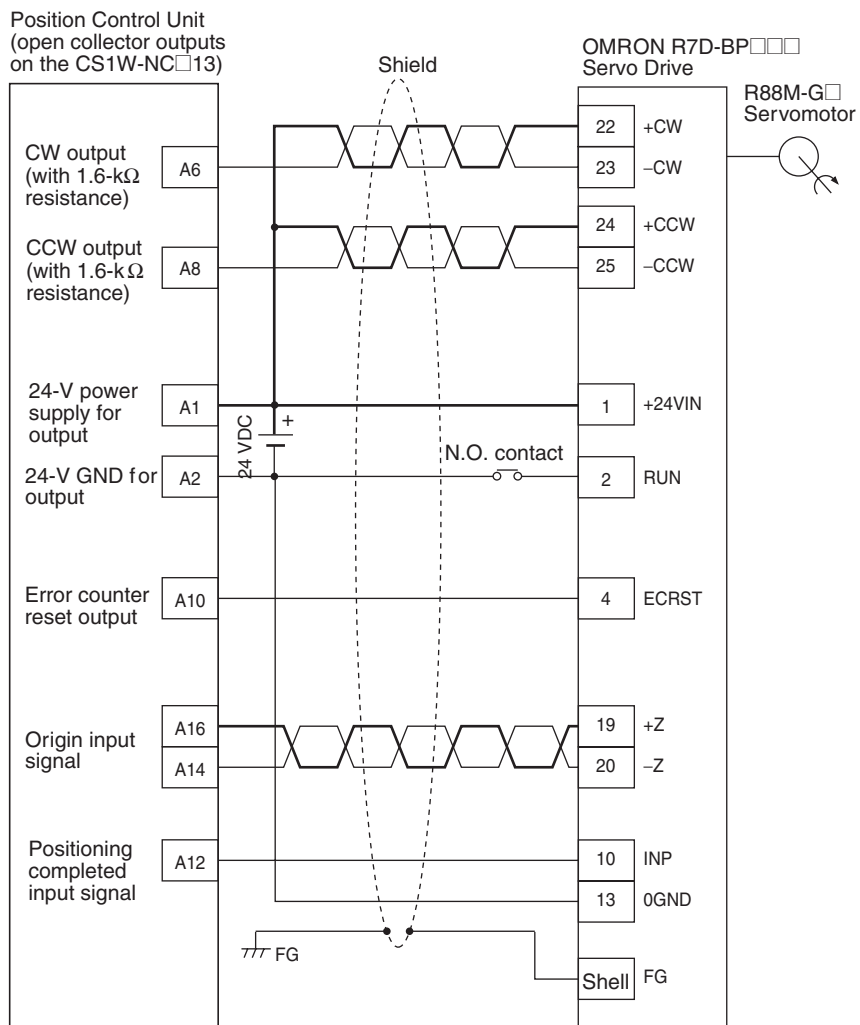 Position Control Unit
(open collector outputs
on the CS1W-NC□13)
Shield
OMRON R7D-BP□□□
Servo Drive
R88M-G□
Servomotor
CW output
(with 1.6-kΩ
resistance)
A6
22 +CW
23 −CW
CCW output
(with 1.6-kΩ
resistance)
A8
24 +CCW
25 −CCW
24-V power
supply for
output
A1
24 VDC
+
1 +24VIN
24-V GND for
output
A2
N.O. contact
2 RUN
Error counter
reset output
A10
4 ECRST
Origin input
signal
A16
A14
19 +Z
20 −Z
Positioning
completed
input signal
A12
10 INP
13 0GND
FG
Shell FG